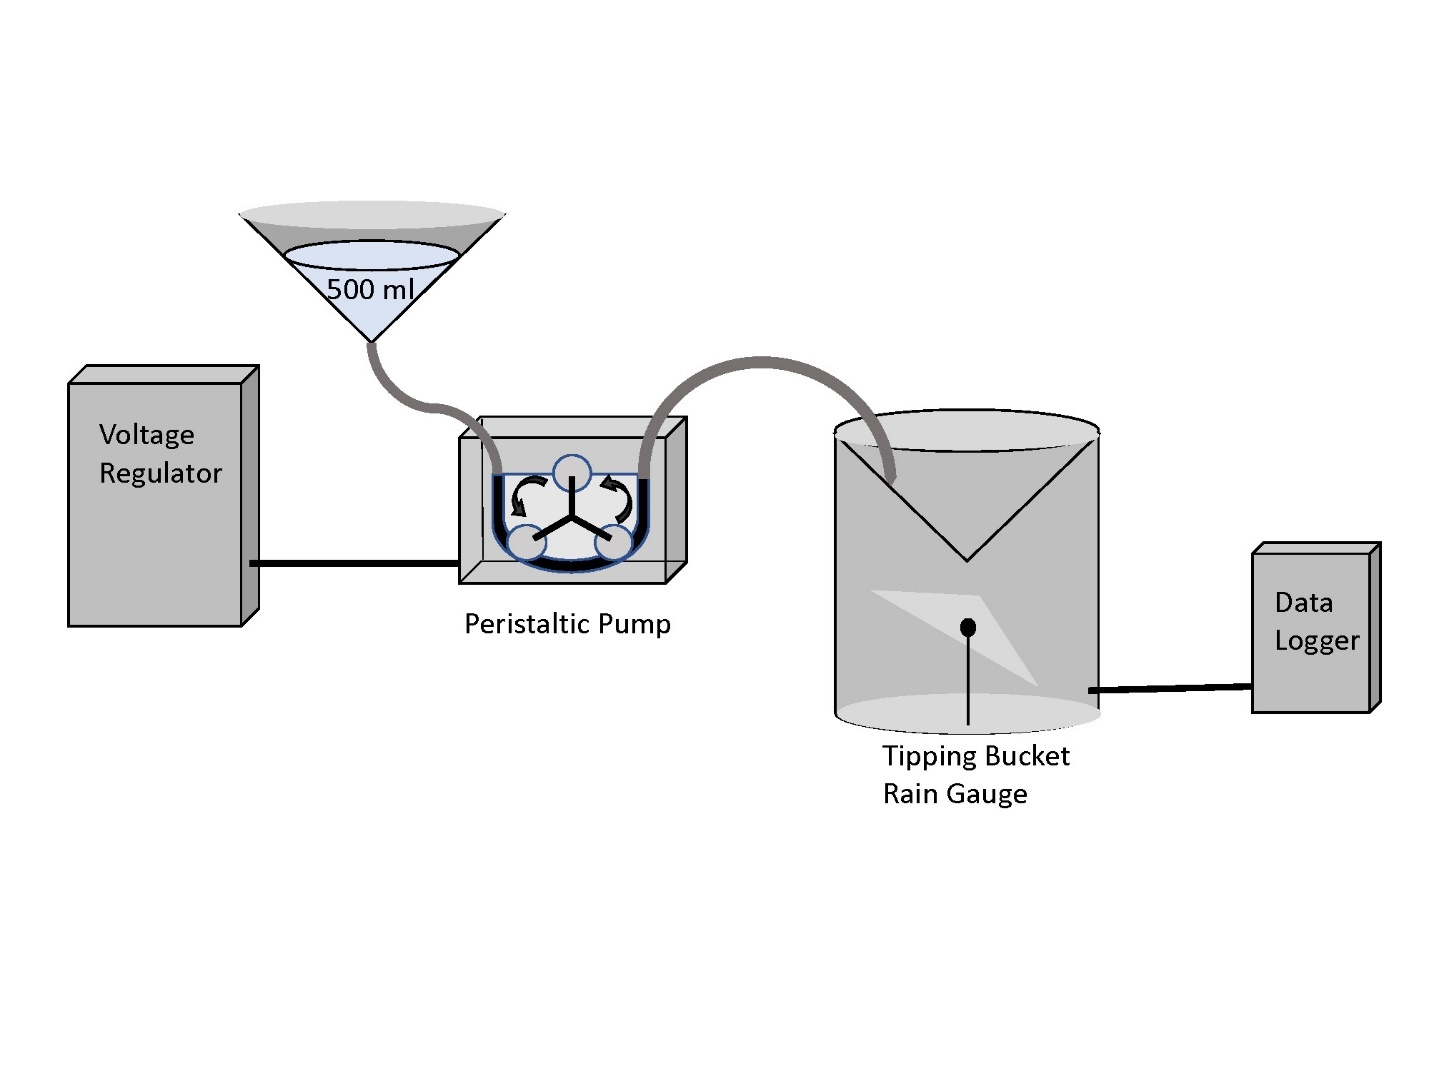 500 ml
Voltage
Regulator
Peristaltic Pump
Data
Logger
Tipping Bucket
Rain Gauge